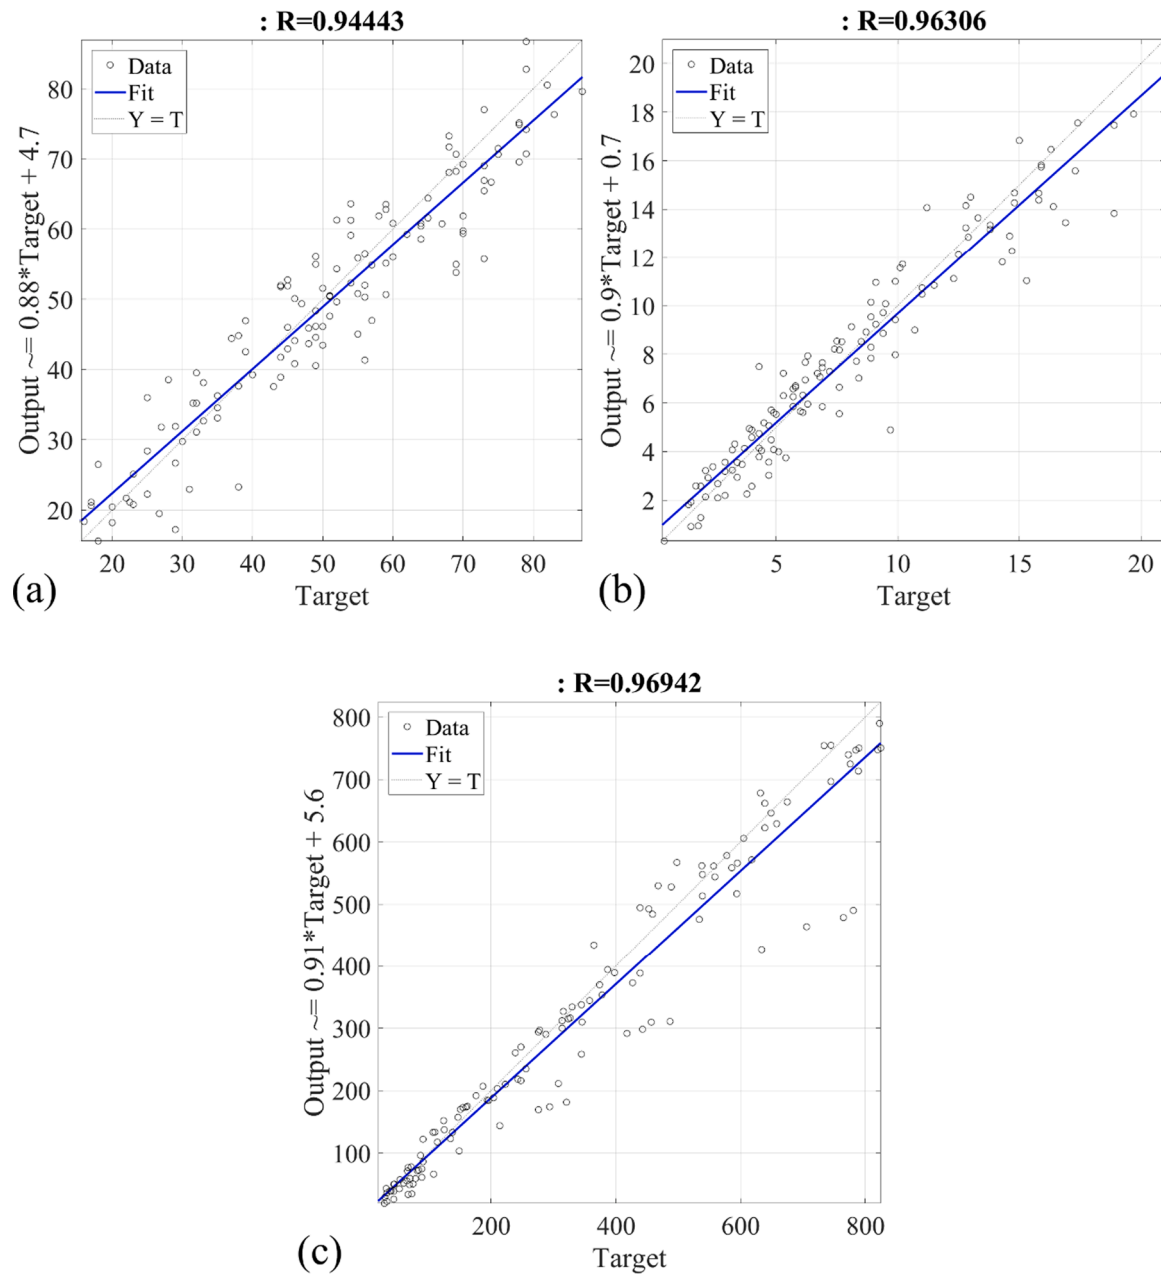 : R=0.94443
Data
Fit
Y = T
Output ~= 0.88*Target + 4.7
80
70
60
50
40
30
20
20 30 40 50 60 70 80
Target
(a)
: R=0.96306
Data
Fit
Y = T
Output ~= 0.9*Target + 0.7
20
18
16
14
12
10
8
6
4
2
5 10 15 20
Target
(b)
: R=0.96942
Data
Fit
Y = T
Output ~= 0.91*Target + 5.6
800
700
600
500
400
300
200
100
200 400 600 800
Target
(c)